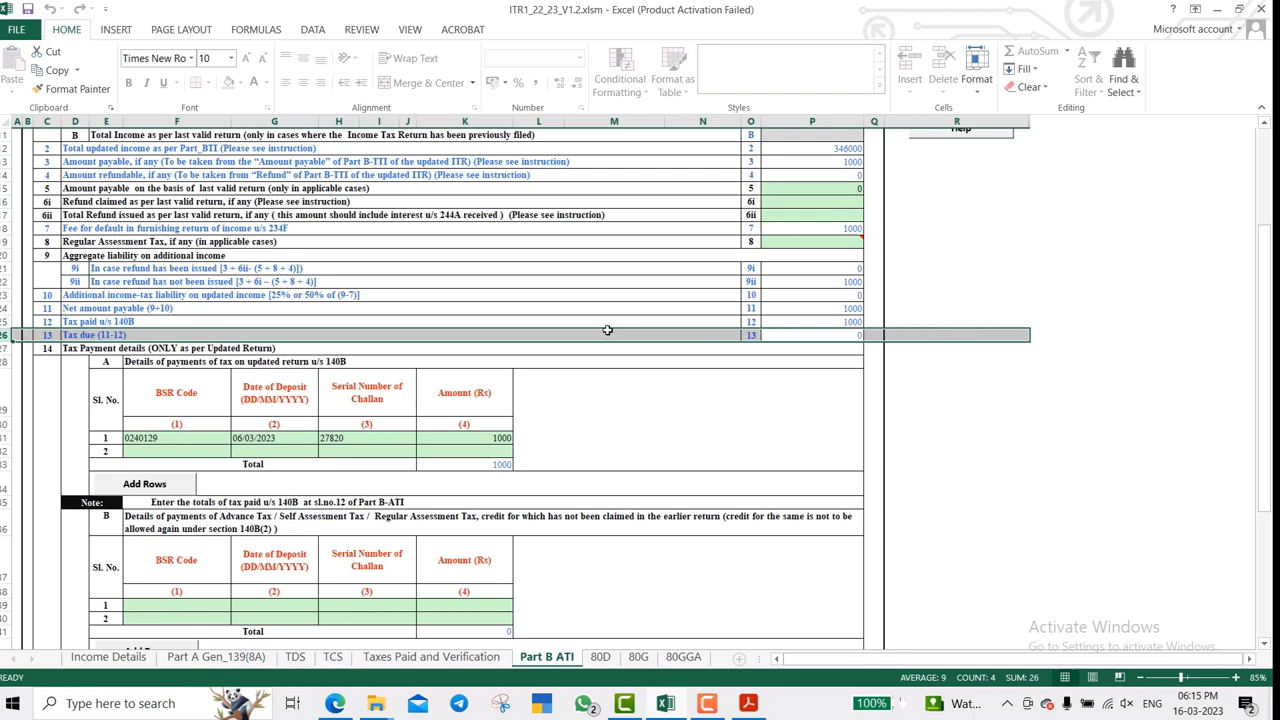 ITR1_22_23_V1.2.xlsm - Excel (Product Activation Failed)
FILE HOME INSERT PAGE LAYOUT FORMULAS DATA REVIEW VIEW ACROBAT Microsoft account
Cut
Copy
Format Painter
Paste
Clipboard
Times New Ro 10
B I U
Font
Wrap Text
Merge & Center
Alignment
Number
Conditional Formatting
Format as Table
Styles
Insert Delete Format
Cells
AutoSum
Fill
Clear
Sort & Filter
Find & Select
Editing
A B C D E F G H I J K L M N O P Q R
B Total Income as per last valid return (only in cases where the Income Tax Return has been previously filed) B
Help
2 Total updated income as per Part_BTI (Please see instruction) 2 346000
3 Amount payable, if any (To be taken from the “Amount payable” of Part B-TTI of the updated ITR) (Please see instruction) 3 1000
4 Amount refundable, if any (To be taken from “Refund” of Part B-TTI of the updated ITR) (Please see instruction) 4 0
5 Amount payable on the basis of last valid return (only in applicable cases) 5 0
6i Refund claimed as per last valid return, if any (Please see instruction) 6i
6ii Total Refund issued as per last valid return, if any ( this amount should include interest u/s 244A received ) (Please see instruction) 6ii
7 Fee for default in furnishing return of income u/s 234F 7 1000
8 Regular Assessment Tax, if any (in applicable cases) 8
9 Aggregate liability on additional income
9i In case refund has been issued [3 + 6ii- (5 + 8 + 4)]) 9i 0
9ii In case refund has not been issued [3 + 6i – (5 + 8 + 4)] 9ii 1000
10 Additional income-tax liability on updated income [25% or 50% of (9-7)] 10 0
11 Net amount payable (9+10) 11 1000
12 Tax paid u/s 140B 12 1000
13 Tax due (11-12) 13 0
14 Tax Payment details (ONLY as per Updated Return)
A Details of payments of tax on updated return u/s 140B
Sl. No. BSR Code Date of Deposit (DD/MM/YYYY) Serial Number of Challan Amount (Rs)
(1) (2) (3) (4)
1 0240129 06/03/2023 27820 1000
2
Total 1000
Add Rows
Note: Enter the totals of tax paid u/s 140B at sl.no.12 of Part B-ATI
B Details of payments of Advance Tax / Self Assessment Tax / Regular Assessment Tax, credit for which has not been claimed in the earlier return (credit for the same is not to be
allowed again under section 140B(2) )
Sl. No. BSR Code Date of Deposit (DD/MM/YYYY) Serial Number of Challan Amount (Rs)
(1) (2) (3) (4)
1
2
Total 0
Activate Windows
Go to Settings to activate Windows.
Income Details Part A Gen_139(8A) TDS TCS Taxes Paid and Verification Part B ATI 80D 80G 80GGA
READY AVERAGE: 9 COUNT: 4 SUM: 26 85%
Type here to search
2
100%
Wat...
ENG
06:15 PM
16-03-2023
2